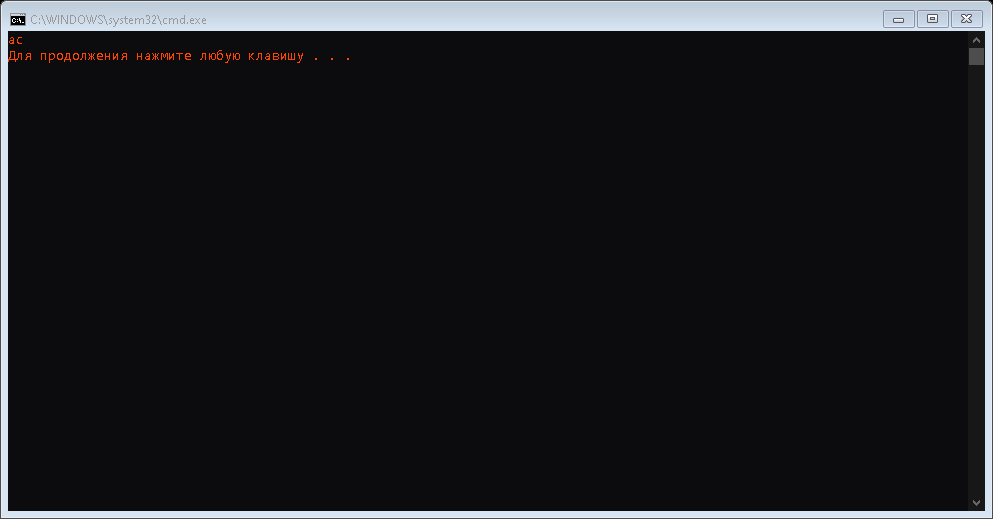 C:\WINDOWS\system32\cmd.exe
ac
Для продолжения нажмите любую клавишу . . .